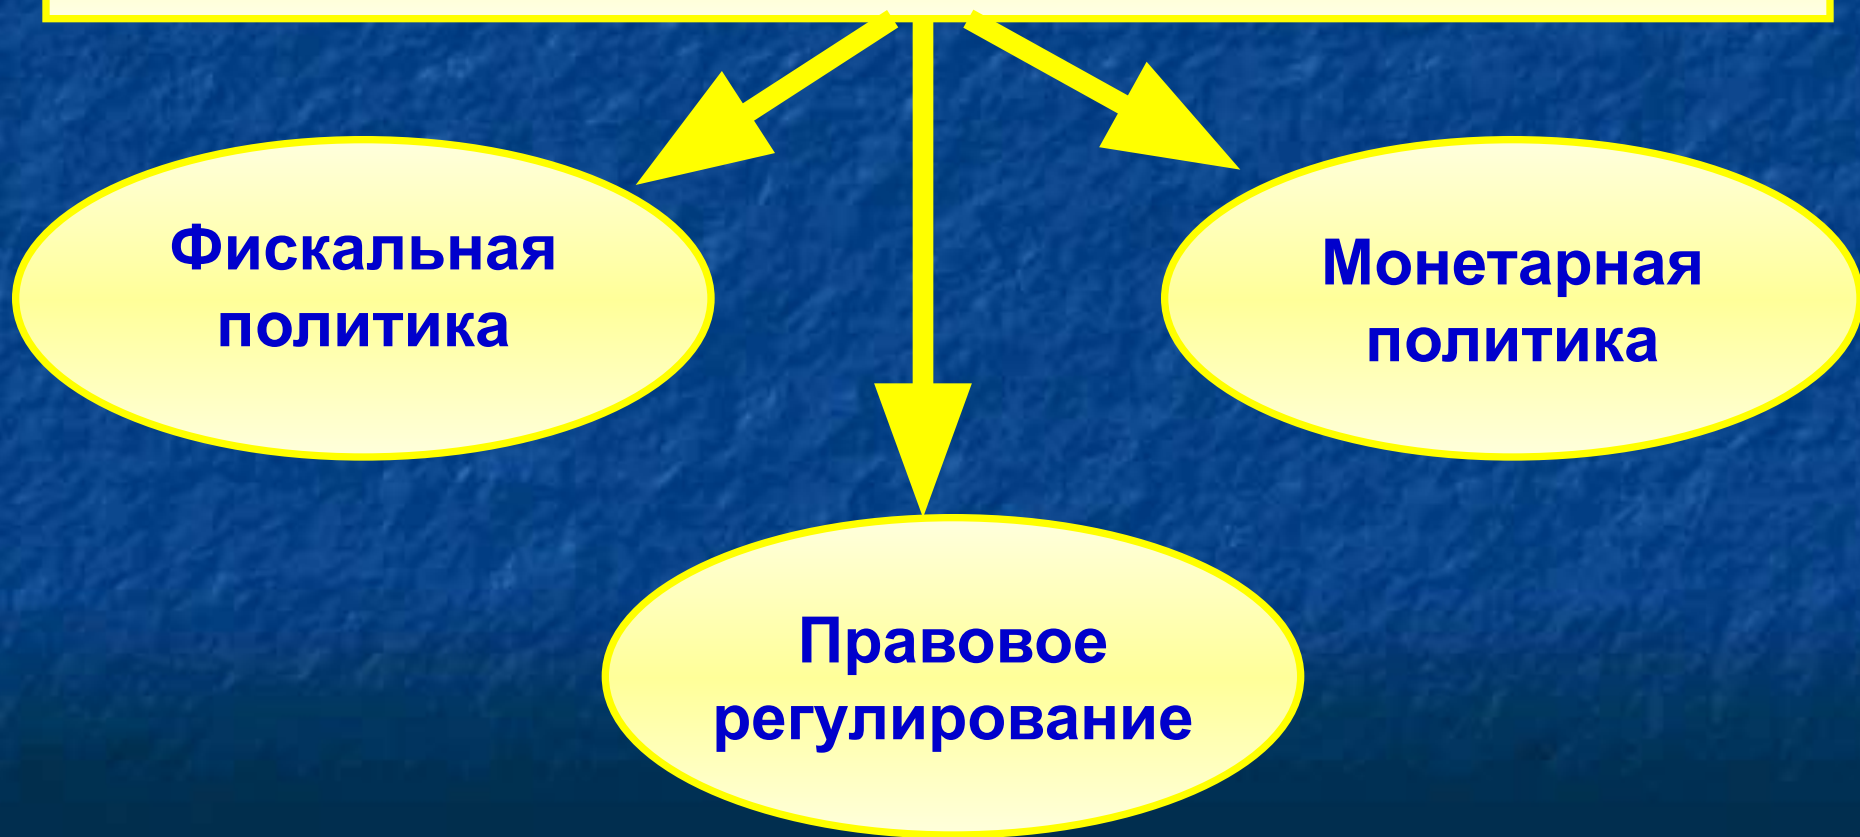 Фискальная
политика
Монетарная
политика
Правовое
регулирование